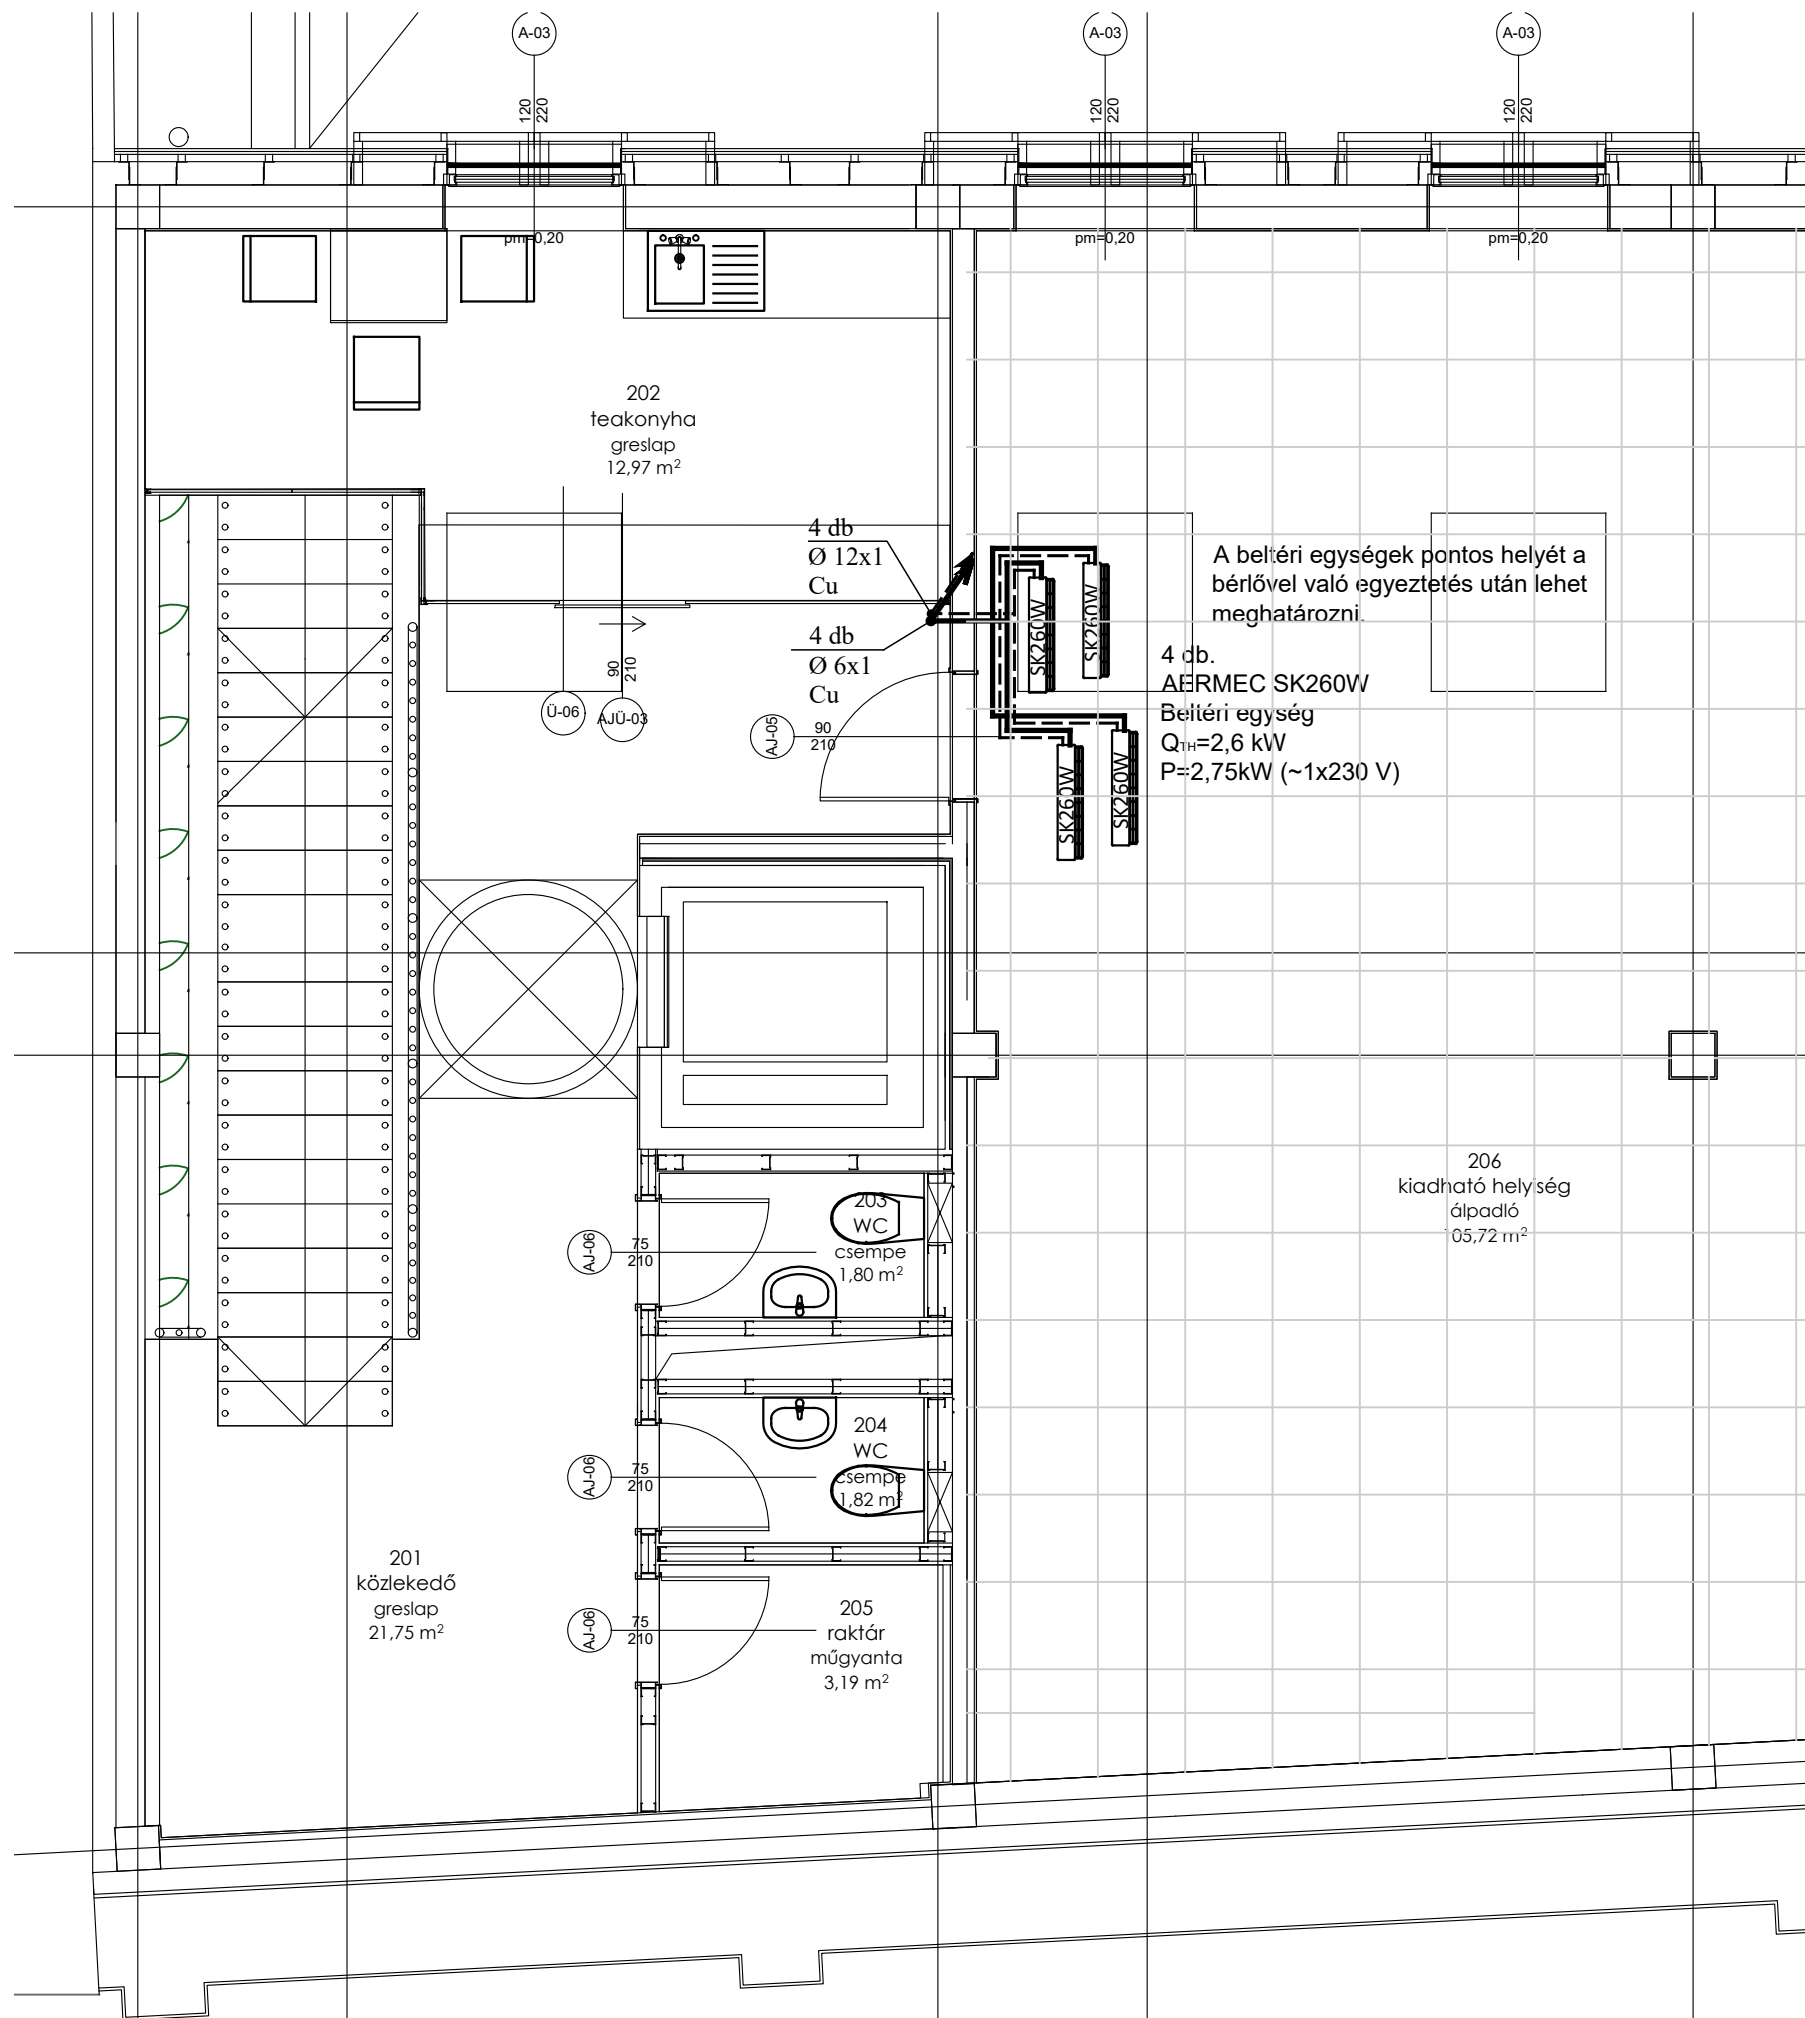 A-03
A-03
A-03
120
220
120
220
120
220
pm=0,20
pm=0,20
pm=0,20
202
teakonyha
greslap
12,97 m²
4 db
Ø 12x1
Cu
4 db
Ø 6x1
Cu
A beltéri egységek pontos helyét a
bérlővel való egyeztetés után lehet
meghatározni.
SK260W
SK260W
SK260W
SK260W
4 db.
AERMEC SK260W
Beltéri egység
QTH=2,6 kW
P=2,75kW (~1x230 V)
90
210
Ü-06
AJÜ-03
AJ-05
90
210
206
kiadható helyiség
álpadló
105,72 m²
203
WC
csempe
1,80 m²
AJ-06
75
210
204
WC
csempe
1,82 m²
AJ-06
75
210
201
közlekedő
greslap
21,75 m²
AJ-06
75
210
205
raktár
műgyanta
3,19 m²